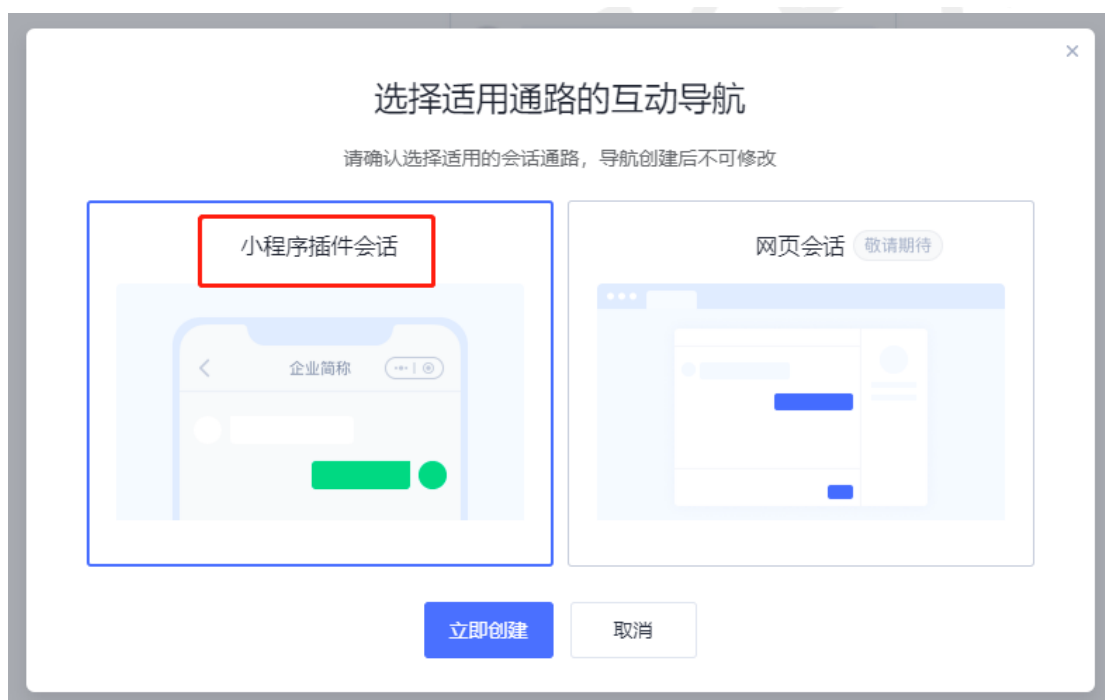 选择适用通路的互动导航
请确认选择适用的会话通路，导航创建后不可修改
小程序插件会话
网页会话 敬请期待
企业简称
立即创建
取消